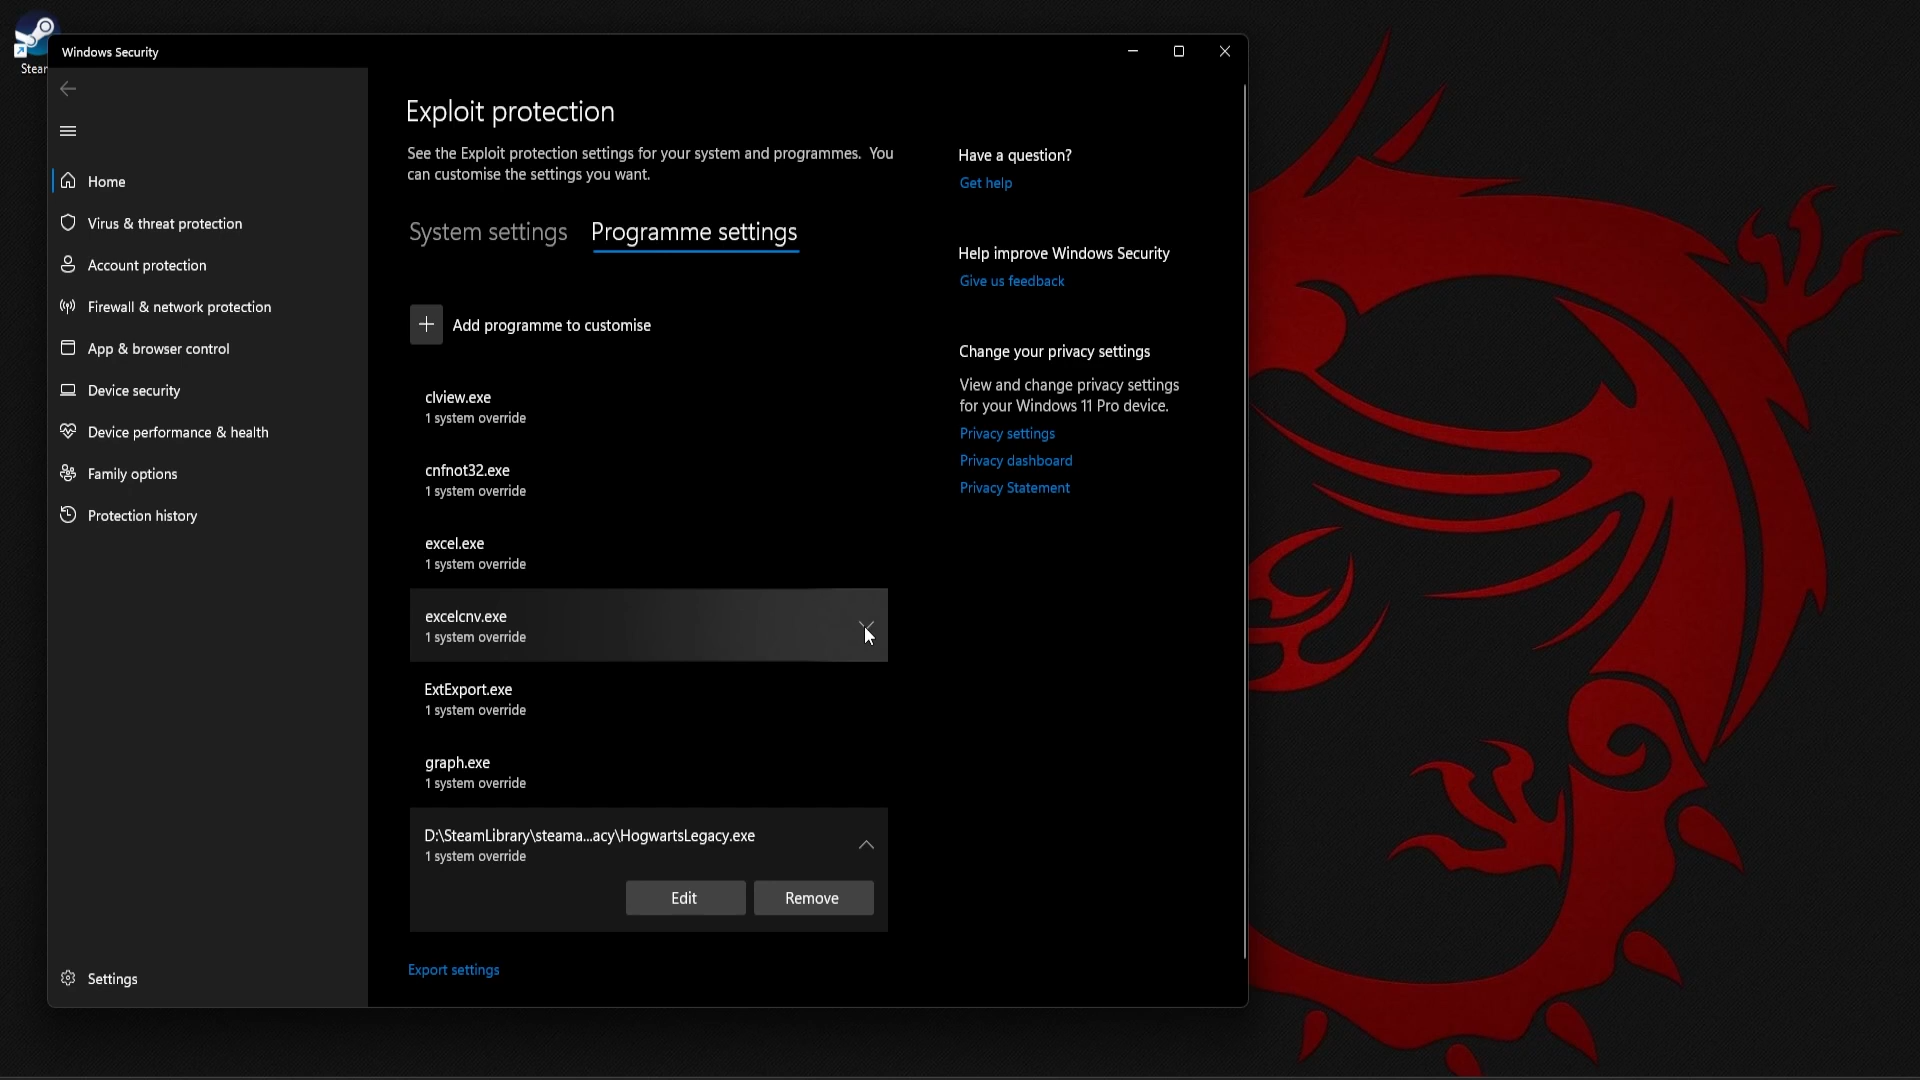 Steam
Windows Security
Home
Virus & threat protection
Account protection
Firewall & network protection
App & browser control
Device security
Device performance & health
Family options
Protection history
Settings
Exploit protection
See the Exploit protection settings for your system and programmes. You
can customise the settings you want.
System settings
Programme settings
Add programme to customise
clview.exe
1 system override
cnfnot32.exe
1 system override
excel.exe
1 system override
excelcnv.exe
1 system override
ExtExport.exe
1 system override
graph.exe
1 system override
D:\SteamLibrary\steama...acy\HogwartsLegacy.exe
1 system override
Edit
Remove
Export settings
Have a question?
Get help
Help improve Windows Security
Give us feedback
Change your privacy settings
View and change privacy settings
for your Windows 11 Pro device.
Privacy settings
Privacy dashboard
Privacy Statement